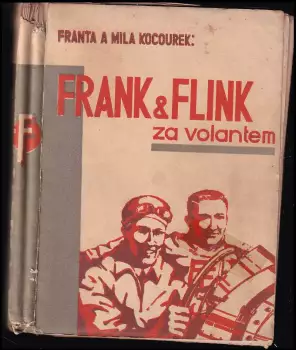 FRANTA A MILA KOCOUREK:
FRANK & FLINK
za volantem